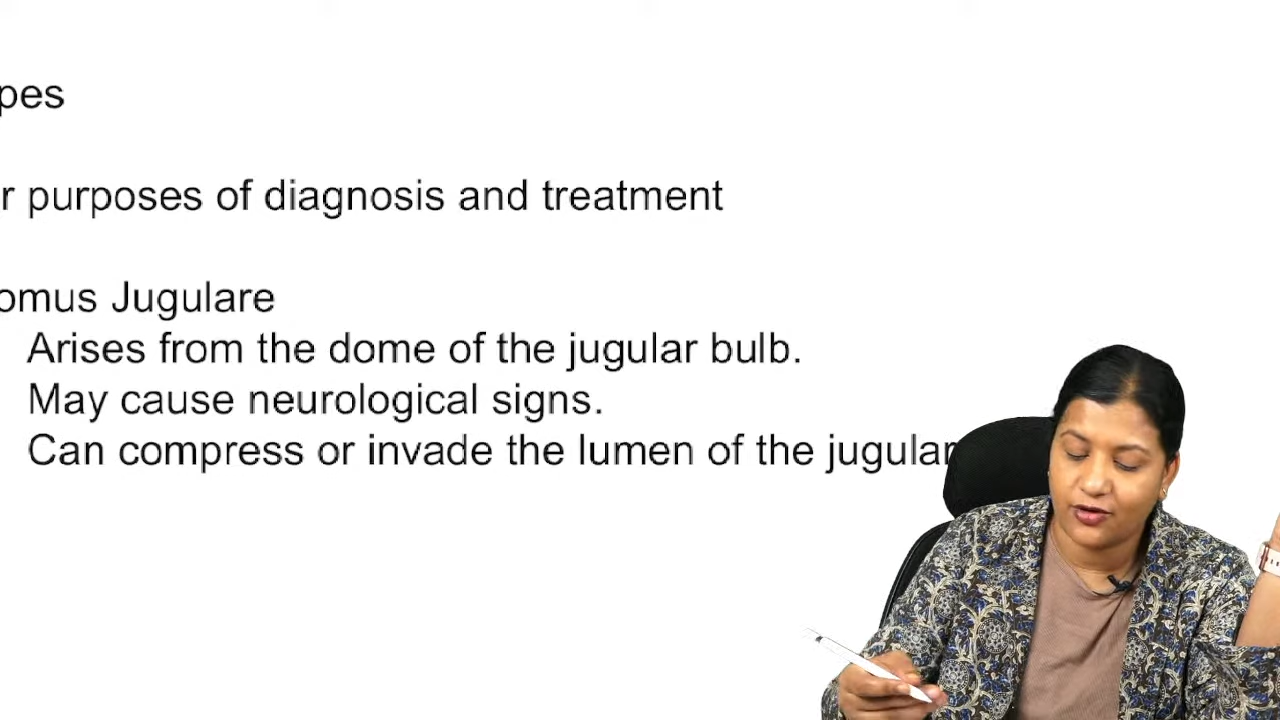 pes
r purposes of diagnosis and treatment
omus Jugulare
Arises from the dome of the jugular bulb.
May cause neurological signs.
Can compress or invade the lumen of the jugular